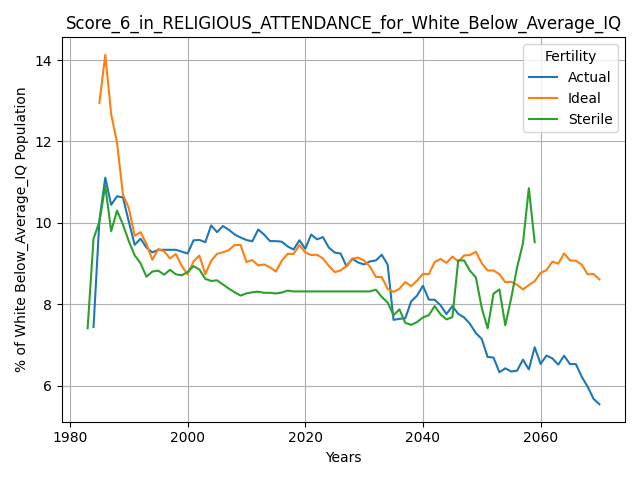 Score_6_in_RELIGIOUS_ATTENDANCE_for_White_Below_Average_IQ
% of White Below_Average_IQ Population
14
12
10
8
6
Fertility
Actual
Ideal
Sterile
1980
2000
2020
2040
2060
Years